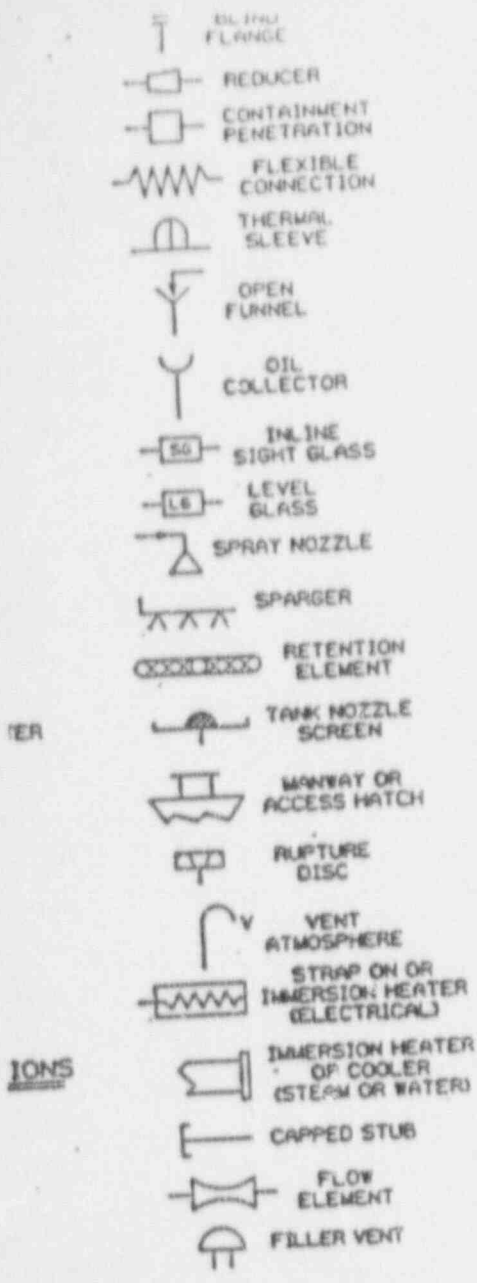 BLIND
FLANGE
REDUCER
CONTAINMENT
PENETRATION
FLEXIBLE
CONNECTION
THERMAL
SLEEVE
OPEN
FUNNEL
OIL
COLLECTOR
SG
INLINE
SIGHT GLASS
LG
LEVEL
GLASS
SPRAY NOZZLE
SPARGER
RETENTION
ELEMENT
TER
TANK NOZZLE
SCREEN
MANWAY OR
ACCESS HATCH
RUPTURE
DISC
VENT
ATMOSPHERE
STRAP ON OR
IMMERSION HEATER
(ELECTRICAL)
IONS
IMMERSION HEATER
OF COOLER
(STEAM OR WATER)
CAPPED STUB
FLOW
ELEMENT
FILLER VENT